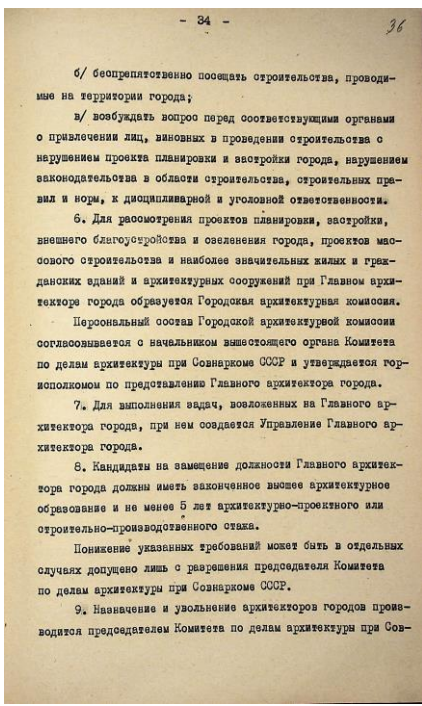 - 34 -
36
б/ беспрепятственно посещать строительства, проводи-
мые на территории города;
в/ возбуждать вопрос перед соответствующими органами
о привлечении лиц, виновных в проведении строительства с
нарушением проекта планировки и застройки города, нарушением
законодательства в области строительства, строительных пра-
вил и норм, к дисциплинарной и уголовной ответственности.
6. Для рассмотрения проектов планировки, застройки,
внешнего благоустройства и озеленения города, проектов мас-
сового строительства и наиболее значительных жилых и граж-
данских зданий и архитектурных сооружений при Главном архи-
текторе города образуется Городская архитектурная комиссия.
Персональный состав Городской архитектурной комиссии
согласовывается с начальником вышестоящего органа Комитета
по делам архитектуры при Совнаркоме СССР и утверждается гор-
исполкомом по представлению Главного архитектора города.
7. Для выполнения задач, возложенных на Главного ар-
хитектора города, при нем создается Управление Главного ар-
хитектора города.
8. Кандидаты на замещение должности Главного архитек-
тора города должны иметь законченное высшее архитектурное
образование и не менее 5 лет архитектурно-проектного или
строительно-производственного стажа.
Понижение указанных требований может быть в отдельных
случаях допущено лишь с разрешения председателя Комитета
по делам архитектуры при Совнаркоме СССР.
9. Назначение и увольнение архитекторов городов произ-
водится председателем Комитета по делам архитектуры при Сов-